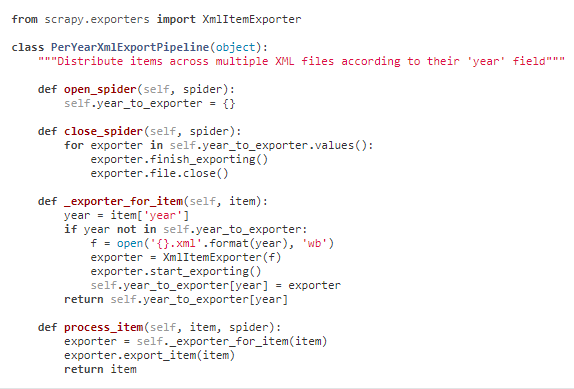 from scrapy.exporters import XmlItemExporter

class PerYearXmlExportPipeline(object):
    """Distribute items across multiple XML files according to their 'year' field"""

    def open_spider(self, spider):
        self.year_to_exporter = {}

    def close_spider(self, spider):
        for exporter in self.year_to_exporter.values():
            exporter.finish_exporting()
            exporter.file.close()

    def _exporter_for_item(self, item):
        year = item['year']
        if year not in self.year_to_exporter:
            f = open('{}.xml'.format(year), 'wb')
            exporter = XmlItemExporter(f)
            exporter.start_exporting()
            self.year_to_exporter[year] = exporter
        return self.year_to_exporter[year]

    def process_item(self, item, spider):
        exporter = self._exporter_for_item(item)
        exporter.export_item(item)
        return item